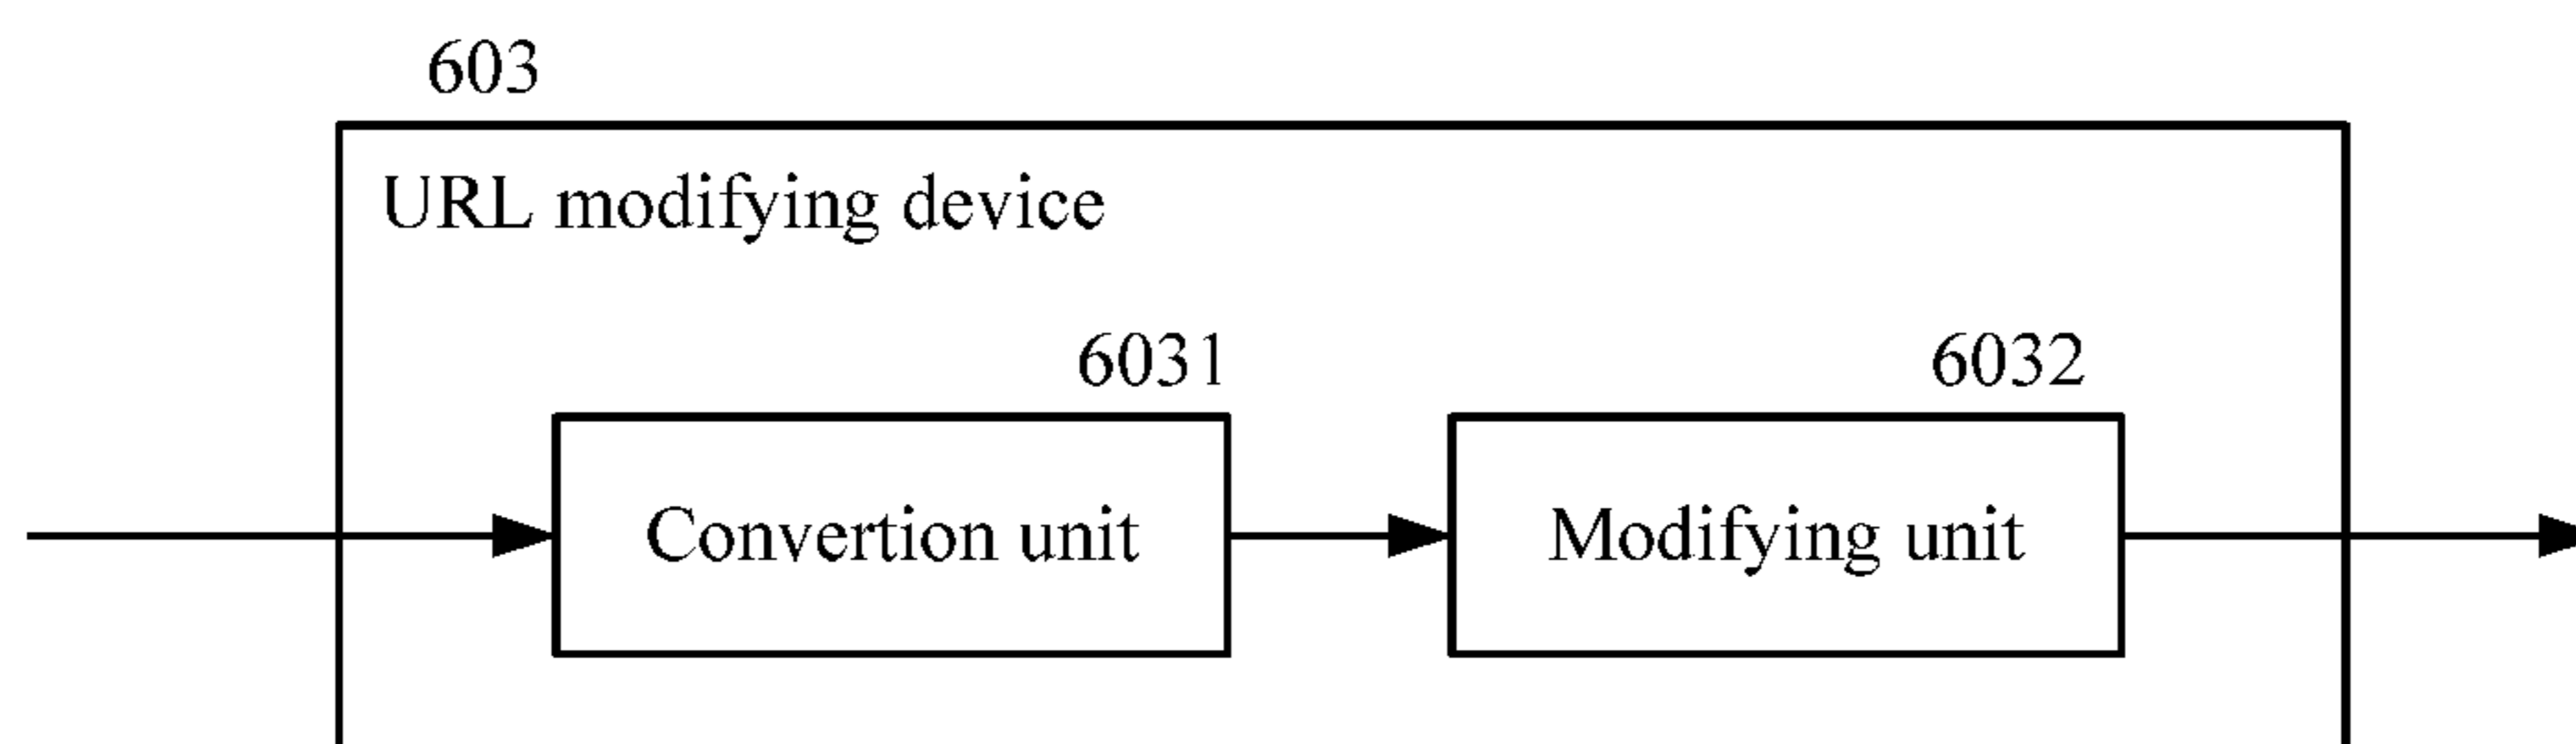 603
URL modifying device
6031
6032
Convertion unit
Modifying unit